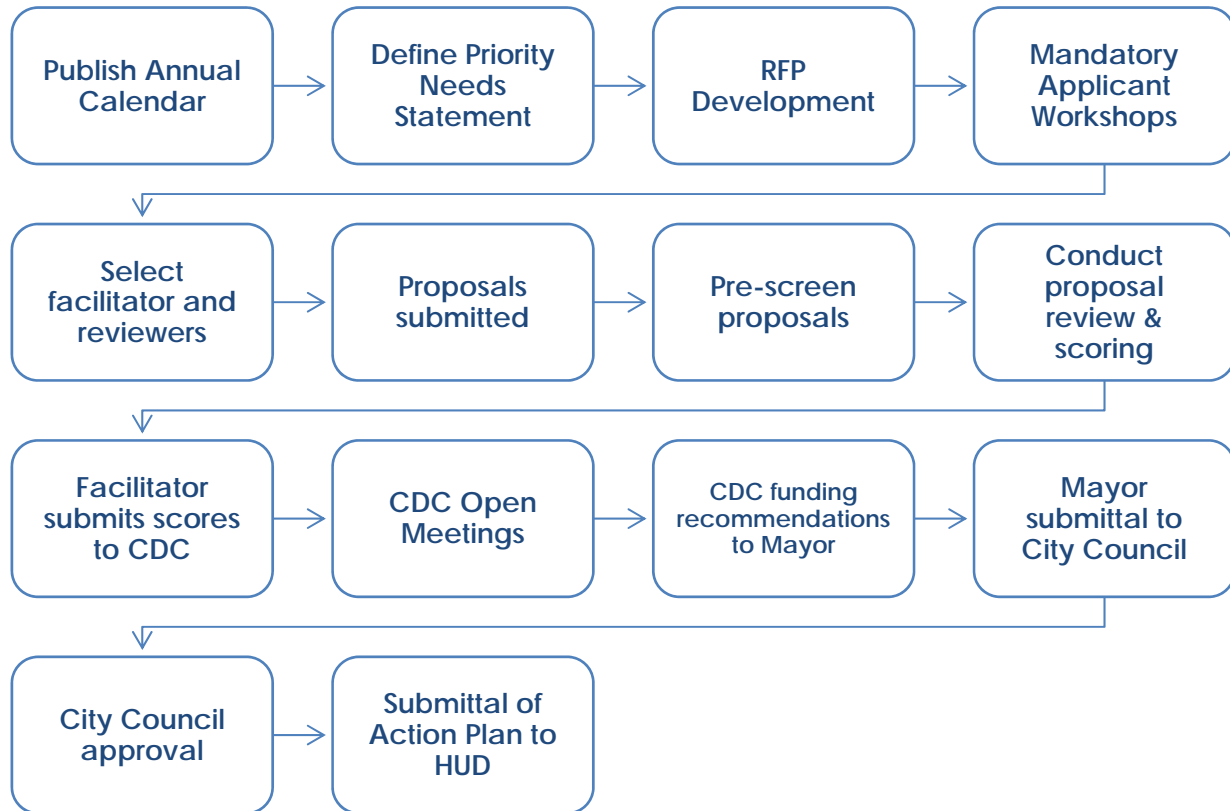 Publish Annual
Calendar
Define Priority
Needs
Statement
RFP
Development
Mandatory
Applicant
Workshops
Select
facilitator and
reviewers
Proposals
submitted
Pre-screen
proposals
Conduct
proposal
review &
scoring
Facilitator
submits scores
to CDC
CDC Open
Meetings
CDC funding
recommendations
to Mayor
Mayor
submittal to
City Council
City Council
approval
Submittal of
Action Plan to
HUD